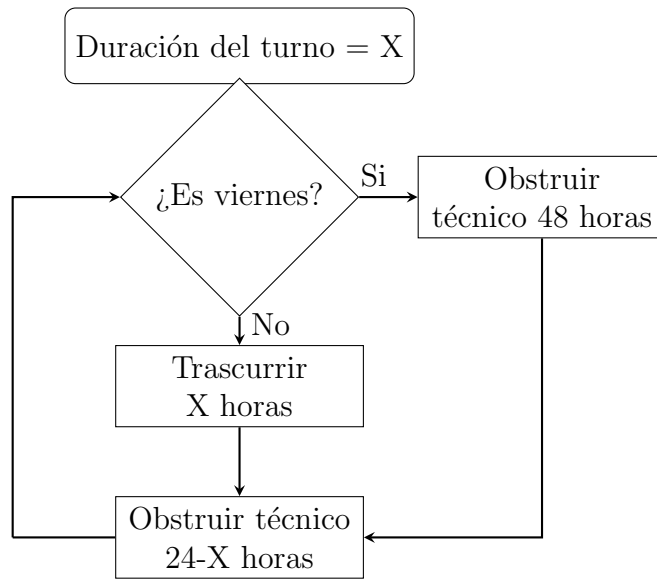 Duración del turno = X
¿Es viernes?
Si
Obstruir
técnico 48 horas
No
Trascurrir
X horas
Obstruir técnico
24-X horas